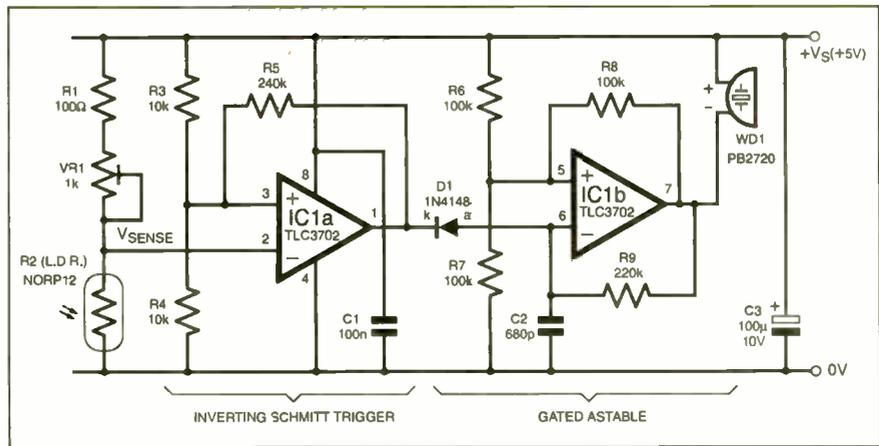 +VS(+5V)
R1
100Ω
R3
10k
R5
240k
R6
100k
R8
100k
+
−
WD1
PB2720
VR1
1k
8
3
+
IC1a
TLC3702
1
2
−
4
D1
1N4148
k
a
5
+
IC1b
TLC3702
7
6
−
VSENSE
R2 (L.D.R.)
NORP12
R4
10k
R7
100k
R9
220k
C1
100n
C2
680p
+
C3
100µ
10V
0V
INVERTING SCHMITT TRIGGER
GATED ASTABLE